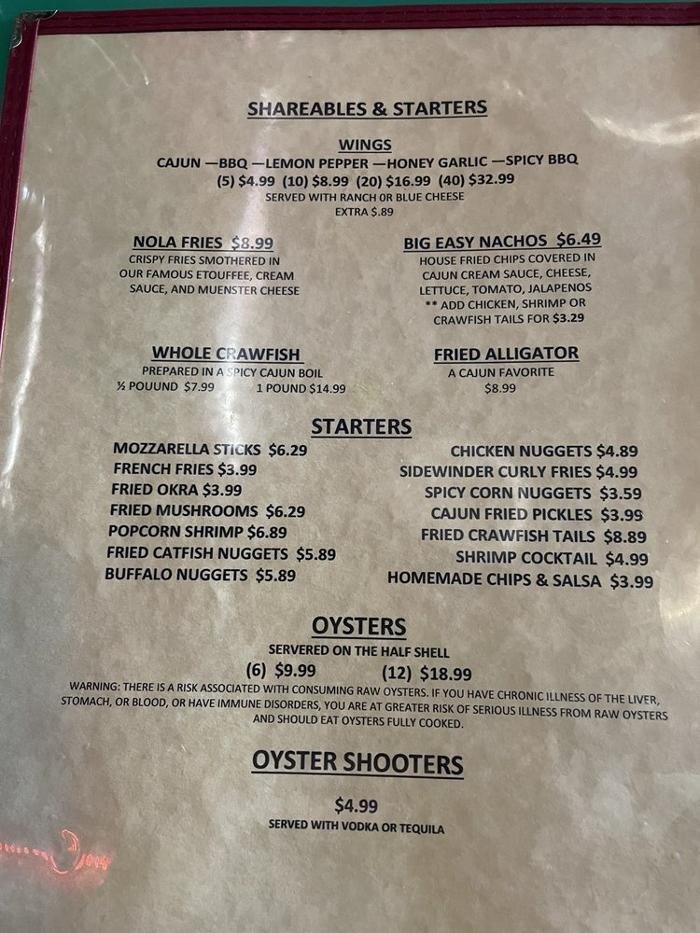 SHAREABLES & STARTERS
WINGS
CAJUN —BBQ —LEMON PEPPER —HONEY GARLIC —SPICY BBQ
(5) $4.99 (10) $8.99 (20) $16.99 (40) $32.99
SERVED WITH RANCH OR BLUE CHEESE
EXTRA $.89
NOLA FRIES $8.99
CRISPY FRIES SMOTHERED IN
OUR FAMOUS ETOUFFEE, CREAM
SAUCE, AND MUENSTER CHEESE
BIG EASY NACHOS $6.49
HOUSE FRIED CHIPS COVERED IN
CAJUN CREAM SAUCE, CHEESE,
LETTUCE, TOMATO, JALAPENOS
** ADD CHICKEN, SHRIMP OR
CRAWFISH TAILS FOR $3.29
WHOLE CRAWFISH
PREPARED IN A SPICY CAJUN BOIL
½ POUUND $7.99 1 POUND $14.99
FRIED ALLIGATOR
A CAJUN FAVORITE
$8.99
STARTERS
MOZZARELLA STICKS $6.29
FRENCH FRIES $3.99
FRIED OKRA $3.99
FRIED MUSHROOMS $6.29
POPCORN SHRIMP $6.89
FRIED CATFISH NUGGETS $5.89
BUFFALO NUGGETS $5.89
CHICKEN NUGGETS $4.89
SIDEWINDER CURLY FRIES $4.99
SPICY CORN NUGGETS $3.59
CAJUN FRIED PICKLES $3.99
FRIED CRAWFISH TAILS $8.89
SHRIMP COCKTAIL $4.99
HOMEMADE CHIPS & SALSA $3.99
OYSTERS
SERVERED ON THE HALF SHELL
(6) $9.99 (12) $18.99
WARNING: THERE IS A RISK ASSOCIATED WITH CONSUMING RAW OYSTERS. IF YOU HAVE CHRONIC ILLNESS OF THE LIVER,
STOMACH, OR BLOOD, OR HAVE IMMUNE DISORDERS, YOU ARE AT GREATER RISK OF SERIOUS ILLNESS FROM RAW OYSTERS
AND SHOULD EAT OYSTERS FULLY COOKED.
OYSTER SHOOTERS
$4.99
SERVED WITH VODKA OR TEQUILA